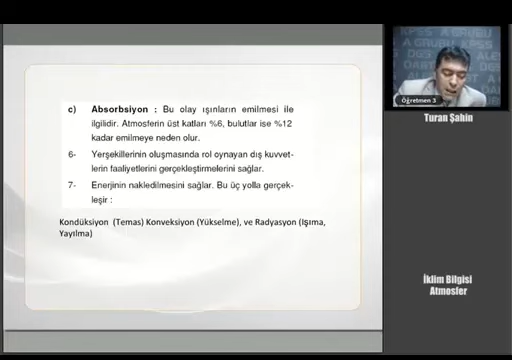 c) Absorbsiyon : Bu olay ışınların emilmesi ile
ilgilidir. Atmosferin üst katları %6, bulutlar ise %12
kadar emilmeye neden olur.
6- Yerşekillerinin oluşmasında rol oynayan dış kuvvet-
lerin faaliyetlerini gerçekleştirmelerini sağlar.
7- Enerjinin nakledilmesini sağlar. Bu üç yolla gerçek-
leşir :
Kondüksiyon (Temas) Konveksiyon (Yükselme), ve Radyasyon (Işıma,
Yayılma)
Öğretmen 3
Turan Şahin
İklim Bilgisi
Atmosfer